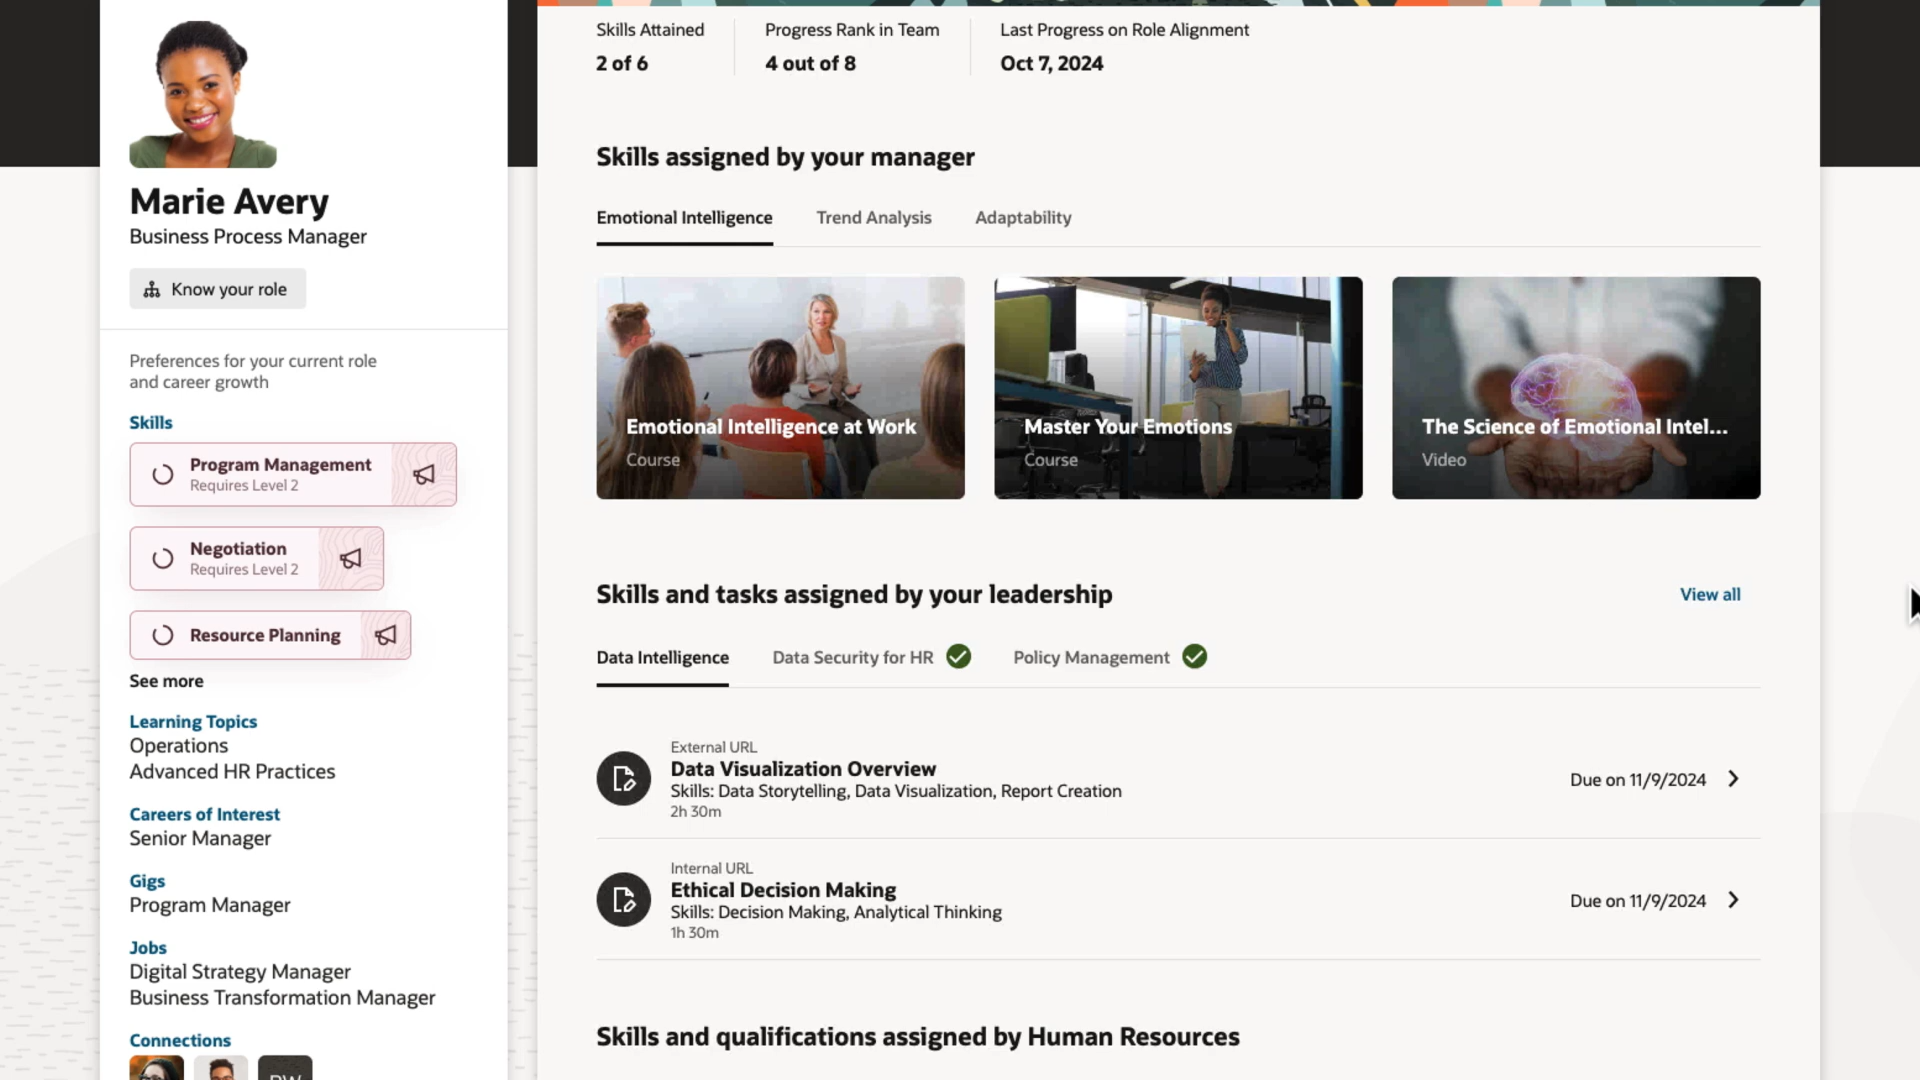 Marie Avery
Business Process Manager
Know your role
Preferences for your current role
and career growth
Skills
Program Management
Requires Level 2
Negotiation
Requires Level 2
Resource Planning
See more
Learning Topics
Operations
Advanced HR Practices
Careers of Interest
Senior Manager
Gigs
Program Manager
Jobs
Digital Strategy Manager
Business Transformation Manager
Connections
Skills Attained
2 of 6
Progress Rank in Team
4 out of 8
Last Progress on Role Alignment
Oct 7, 2024
Skills assigned by your manager
Emotional Intelligence
Trend Analysis
Adaptability
Emotional Intelligence at Work
Course
Master Your Emotions
Course
The Science of Emotional Intel...
Video
Skills and tasks assigned by your leadership
View all
Data Intelligence
Data Security for HR
Policy Management
External URL
Data Visualization Overview
Skills: Data Storytelling, Data Visualization, Report Creation
2h 30m
Due on 11/9/2024
Internal URL
Ethical Decision Making
Skills: Decision Making, Analytical Thinking
1h 30m
Due on 11/9/2024
Skills and qualifications assigned by Human Resources